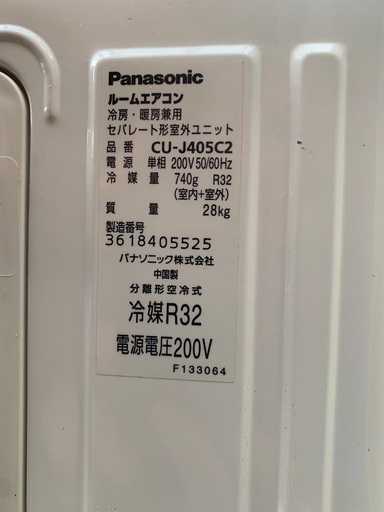 Panasonic
ルームエアコン
冷房・暖房兼用
セパレート形室外ユニット
品番 CU-J405C2
電源 単相 200V 50/60Hz
冷媒量 740g R32
(室内+室外)
質量 28kg
製造番号
3618405525
パナソニック株式会社
中国製
分離形空冷式
冷媒R32
電源電圧200V
F133064